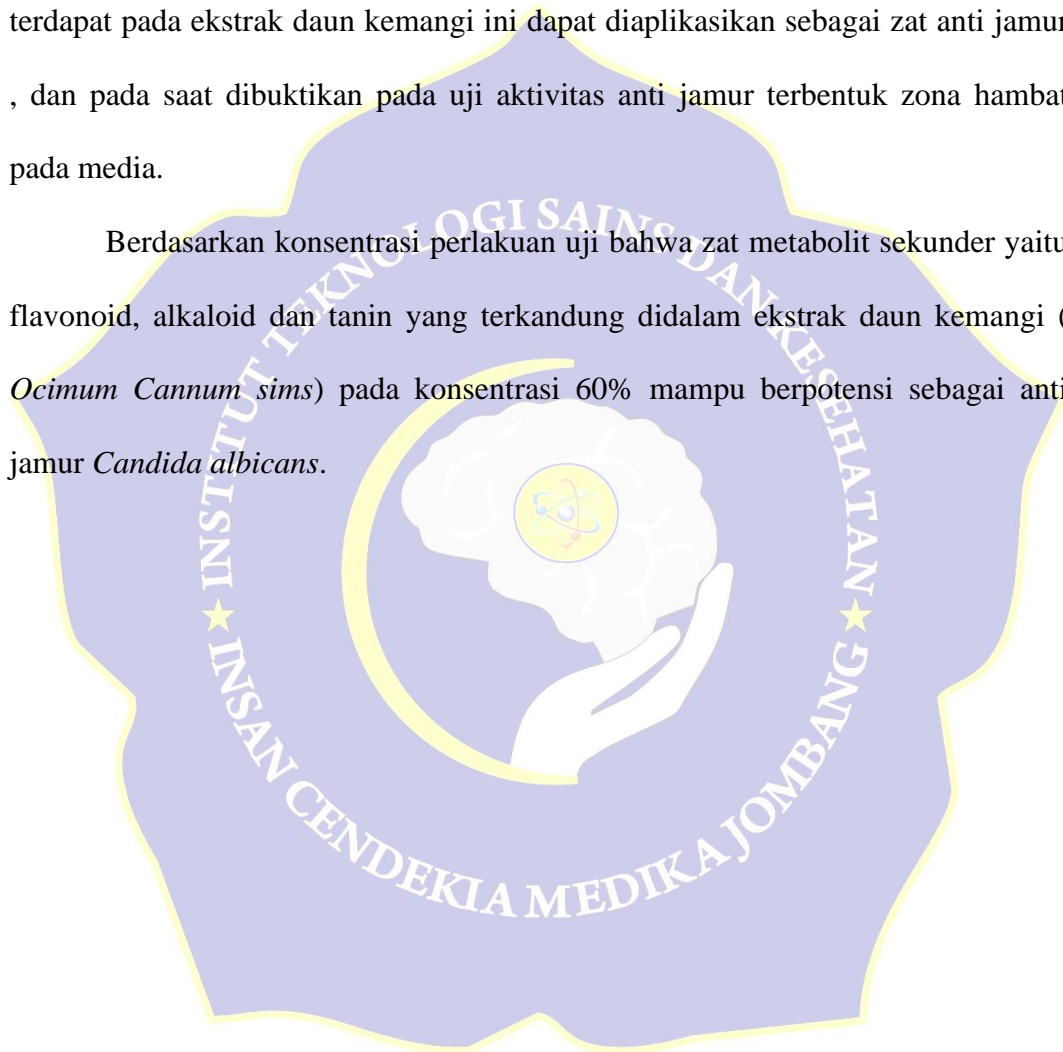 terdapat pada ekstrak daun kemangi ini dapat diaplikasikan sebagai zat anti jamur
, dan pada saat dibuktikan pada uji aktivitas anti jamur terbentuk zona hambat
pada media.
Berdasarkan konsentrasi perlakuan uji bahwa zat metabolit sekunder yaitu
flavonoid, alkaloid dan tanin yang terkandung didalam ekstrak daun kemangi (
Ocimum Cannum sims) pada konsentrasi 60% mampu berpotensi sebagai anti
jamur Candida albicans.
INSTITUT TEKNOLOGI SAINS DAN KESEHATAN
INSAN CENDEKIA MEDIKA JOMBANG